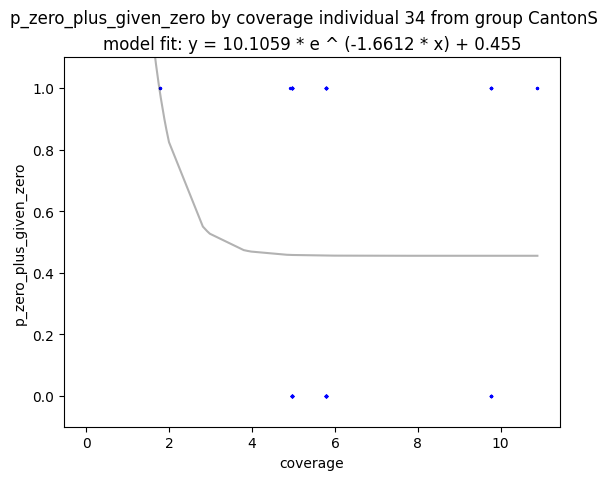 p_zero_plus_given_zero by coverage individual 34 from group CantonS
model fit: y = 10.1059 * e ^ (-1.6612 * x) + 0.455
1.0
0.8
0.6
0.4
0.2
0.0
p_zero_plus_given_zero
0 2 4 6 8 10
coverage